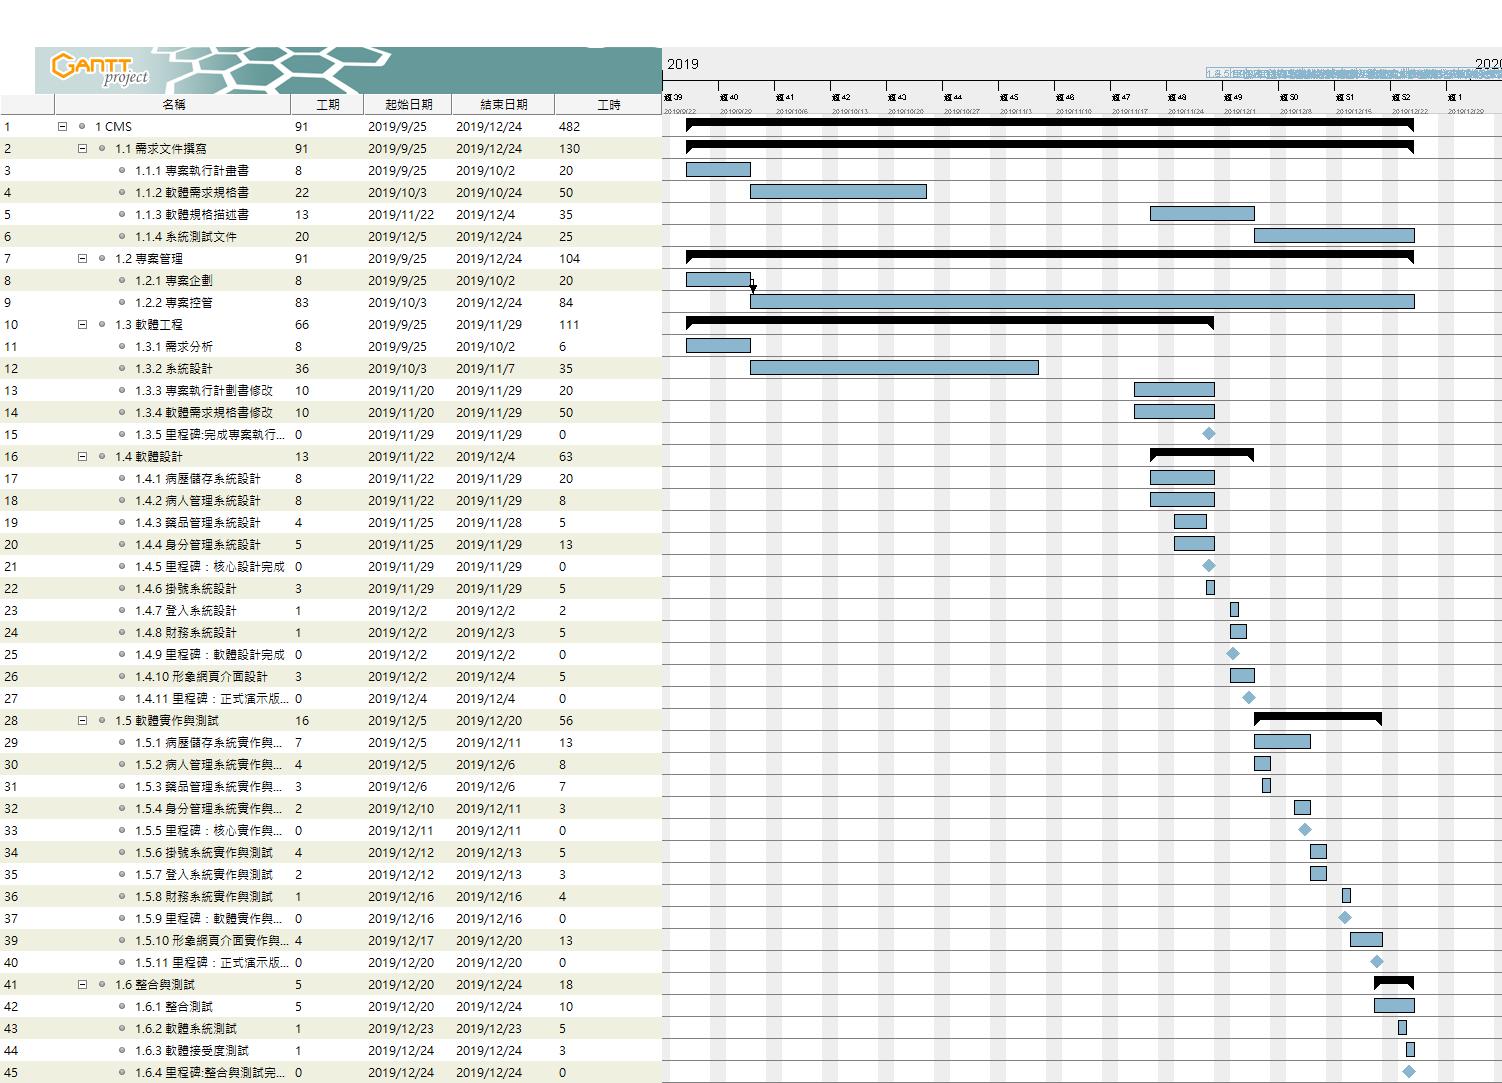 GANTT
project
2019
2020
週 39 週 40 週 41 週 42 週 43 週 44 週 45 週 46 週 47 週 48 週 49 週 50 週 51 週 52 週 1
2019/9/22 2019/9/29 2019/10/6 2019/10/13 2019/10/20 2019/10/27 2019/11/3 2019/11/10 2019/11/17 2019/11/24 2019/12/1 2019/12/8 2019/12/15 2019/12/22 2019/12/29
名稱 工期 起始日期 結束日期 工時
1 1 CMS 91 2019/9/25 2019/12/24 482
2 1.1 需求文件撰寫 91 2019/9/25 2019/12/24 130
3 1.1.1 專案執行計畫書 8 2019/9/25 2019/10/2 20
4 1.1.2 軟體需求規格書 22 2019/10/3 2019/10/24 50
5 1.1.3 軟體規格描述書 13 2019/11/22 2019/12/4 35
6 1.1.4 系統測試文件 20 2019/12/5 2019/12/24 25
7 1.2 專案管理 91 2019/9/25 2019/12/24 104
8 1.2.1 專案企劃 8 2019/9/25 2019/10/2 20
9 1.2.2 專案控管 83 2019/10/3 2019/12/24 84
10 1.3 軟體工程 66 2019/9/25 2019/11/29 111
11 1.3.1 需求分析 8 2019/9/25 2019/10/2 6
12 1.3.2 系統設計 36 2019/10/3 2019/11/7 35
13 1.3.3 專案執行計劃書修改 10 2019/11/20 2019/11/29 20
14 1.3.4 軟體需求規格書修改 10 2019/11/20 2019/11/29 50
15 1.3.5 里程碑:完成專案執行... 0 2019/11/29 2019/11/29 0
16 1.4 軟體設計 13 2019/11/22 2019/12/4 63
17 1.4.1 病歷儲存系統設計 8 2019/11/22 2019/11/29 20
18 1.4.2 病人管理系統設計 8 2019/11/22 2019/11/29 8
19 1.4.3 藥品管理系統設計 4 2019/11/25 2019/11/28 5
20 1.4.4 身分管理系統設計 5 2019/11/25 2019/11/29 13
21 1.4.5 里程碑：核心設計完成 0 2019/11/29 2019/11/29 0
22 1.4.6 掛號系統設計 3 2019/11/29 2019/11/29 5
23 1.4.7 登入系統設計 1 2019/12/2 2019/12/2 2
24 1.4.8 財務系統設計 1 2019/12/2 2019/12/3 5
25 1.4.9 里程碑：軟體設計完成 0 2019/12/2 2019/12/2 0
26 1.4.10 形象網頁介面設計 3 2019/12/2 2019/12/4 5
27 1.4.11 里程碑：正式演示版... 0 2019/12/4 2019/12/4 0
28 1.5 軟體實作與測試 16 2019/12/5 2019/12/20 56
29 1.5.1 病歷儲存系統實作與... 7 2019/12/5 2019/12/11 13
30 1.5.2 病人管理系統實作與... 4 2019/12/5 2019/12/6 8
31 1.5.3 藥品管理系統實作與... 3 2019/12/6 2019/12/6 7
32 1.5.4 身分管理系統實作與... 2 2019/12/10 2019/12/11 3
33 1.5.5 里程碑：核心實作與... 0 2019/12/11 2019/12/11 0
34 1.5.6 掛號系統實作與測試 4 2019/12/12 2019/12/13 5
35 1.5.7 登入系統實作與測試 2 2019/12/12 2019/12/13 3
36 1.5.8 財務系統實作與測試 1 2019/12/16 2019/12/16 4
37 1.5.9 里程碑：軟體實作與... 0 2019/12/16 2019/12/16 0
39 1.5.10 形象網頁介面實作與... 4 2019/12/17 2019/12/20 13
40 1.5.11 里程碑：正式演示版... 0 2019/12/20 2019/12/20 0
41 1.6 整合與測試 5 2019/12/20 2019/12/24 18
42 1.6.1 整合測試 5 2019/12/20 2019/12/24 10
43 1.6.2 軟體系統測試 1 2019/12/23 2019/12/23 5
44 1.6.3 軟體接受度測試 1 2019/12/24 2019/12/24 3
45 1.6.4 里程碑:整合與測試完... 0 2019/12/24 2019/12/24 0